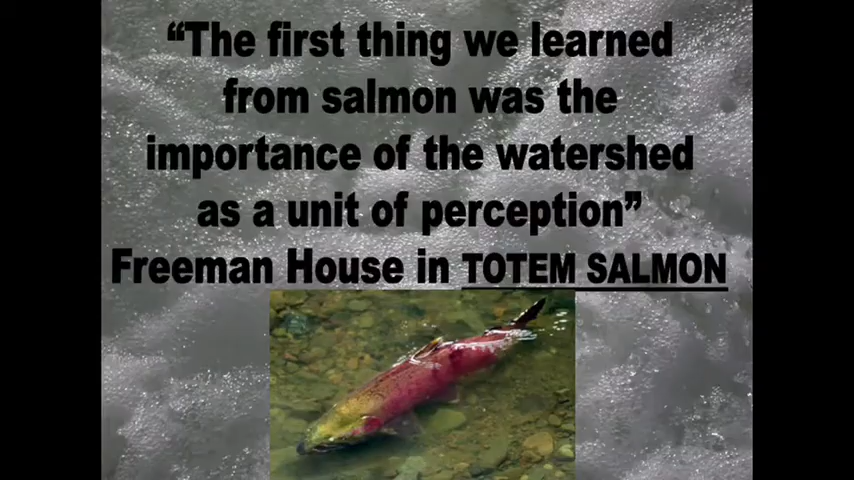 “The first thing we learned
from salmon was the
importance of the watershed
as a unit of perception”
Freeman House in TOTEM SALMON